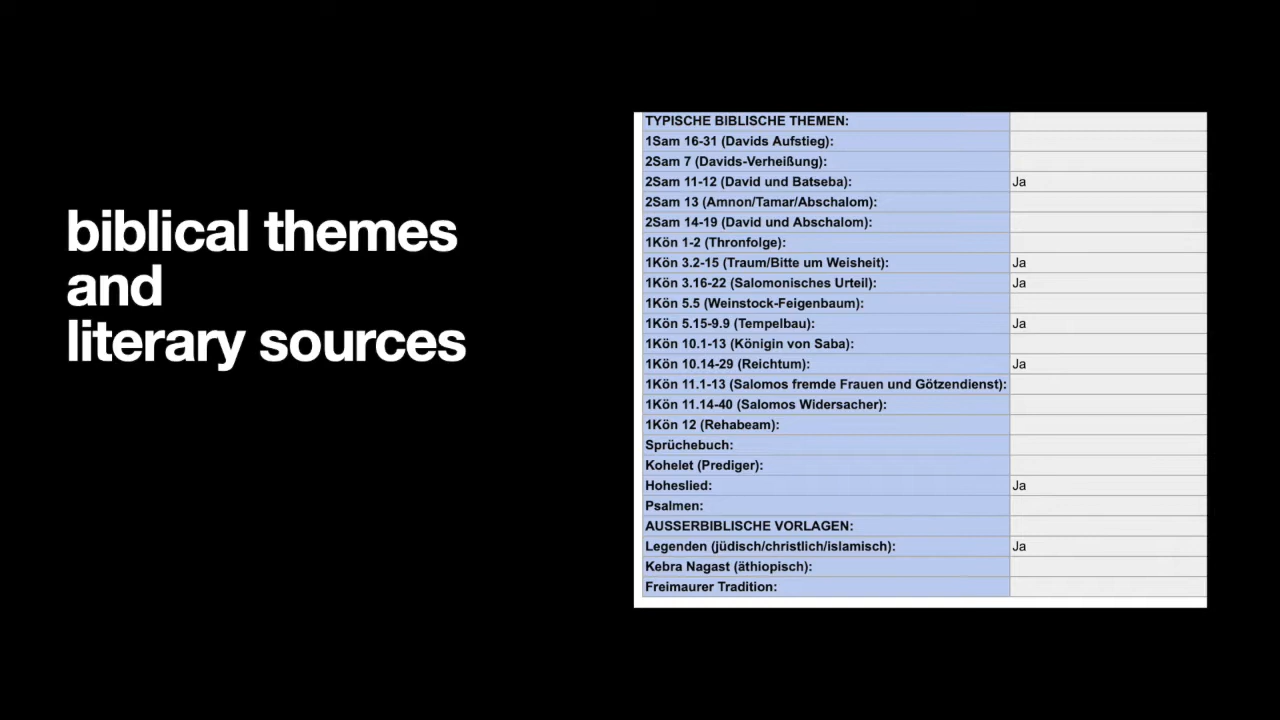 biblical themes
and
literary sources
TYPISCHE BIBLISCHE THEMEN:
1Sam 16-31 (Davids Aufstieg):
2Sam 7 (Davids-Verheißung):
2Sam 11-12 (David und Batseba): Ja
2Sam 13 (Amnon/Tamar/Abschalom):
2Sam 14-19 (David und Abschalom):
1Kön 1-2 (Thronfolge):
1Kön 3.2-15 (Traum/Bitte um Weisheit): Ja
1Kön 3.16-22 (Salomonisches Urteil): Ja
1Kön 5.5 (Weinstock-Feigenbaum):
1Kön 5.15-9.9 (Tempelbau): Ja
1Kön 10.1-13 (Königin von Saba):
1Kön 10.14-29 (Reichtum): Ja
1Kön 11.1-13 (Salomos fremde Frauen und Götzendienst):
1Kön 11.14-40 (Salomos Widersacher):
1Kön 12 (Rehabeam):
Sprüchebuch:
Kohelet (Prediger):
Hoheslied: Ja
Psalmen:
AUSSERBIBLISCHE VORLAGEN:
Legenden (jüdisch/christlich/islamisch): Ja
Kebra Nagast (äthiopisch):
Freimaurer Tradition: